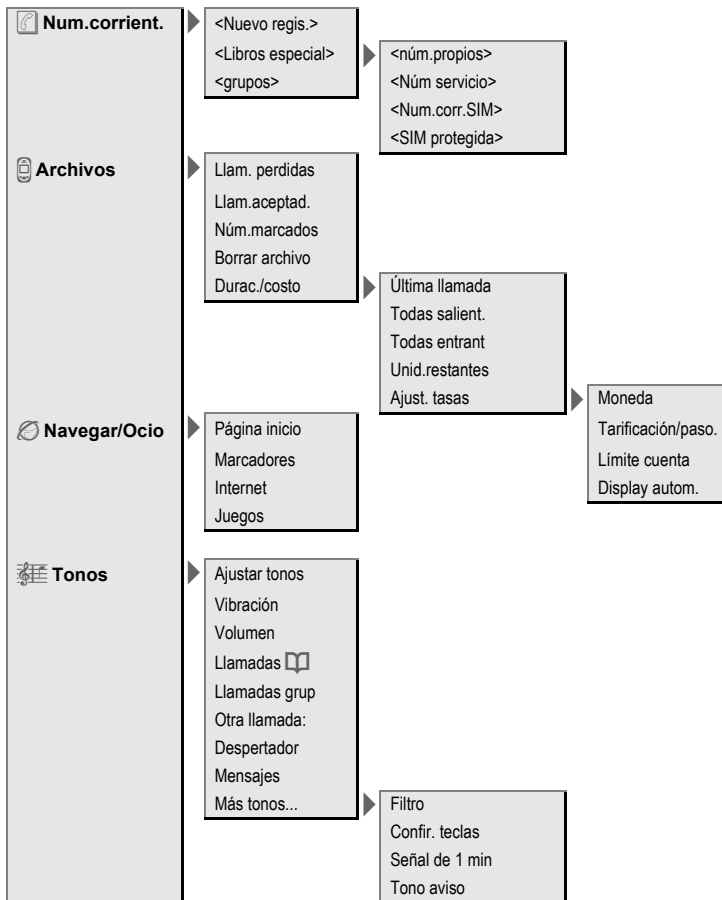 Num.corrient.
<Nuevo regis.>
<Libros especial>
<grupos>
<núm.propios>
<Núm servicio>
<Num.corr.SIM>
<SIM protegida>
Archivos
Llam. perdidas
Llam.aceptad.
Núm.marcados
Borrar archivo
Durac./costo
Última llamada
Todas salient.
Todas entrant
Unid.restantes
Ajust. tasas
Moneda
Tarificación/paso.
Límite cuenta
Display autom.
Navegar/Ocio
Página inicio
Marcadores
Internet
Juegos
Tonos
Ajustar tonos
Vibración
Volumen
Llamadas
Llamadas grup
Otra llamada:
Despertador
Mensajes
Más tonos...
Filtro
Confir. teclas
Señal de 1 min
Tono aviso